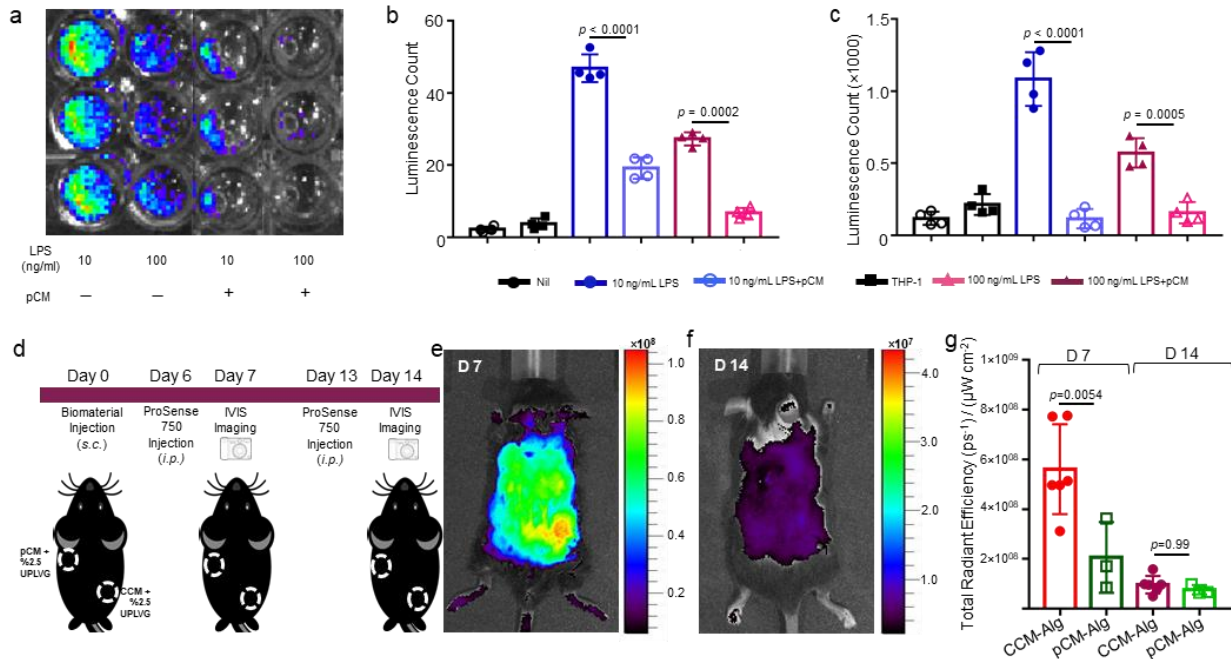 a
LPS
(ng/ml)
10
100
10
100
pCM
–
–
+
+
b
60
40
20
0
Luminescence Count
p < 0.0001
p = 0.0002
c
1.5
1.0
0.5
0
Luminescence Count (×1000)
p < 0.0001
p = 0.0005
Nil
10 ng/mL LPS
10 ng/mL LPS+pCM
THP-1
100 ng/mL LPS
100 ng/mL LPS+pCM
d
Day 0
Day 6
Day 7
Day 13
Day 14
Biomaterial
Injection
(s.c.)
ProSense
750
Injection
(i.p.)
IVIS
Imaging
ProSense
750
Injection
(i.p.)
IVIS
Imaging
pCM +
%2.5
UPLVG
CCM +
%2.5
UPLVG
e
D 7
×10⁸
1.0
0.8
0.6
0.4
0.2
f
D 14
×10⁷
4.0
3.0
2.0
1.0
g
Total Radiant Efficiency (ps⁻¹) / (µW cm⁻²)
D 7
D 14
1×10⁰⁹
8×10⁰⁸
6×10⁰⁸
4×10⁰⁸
2×10⁰⁸
0
p=0.0054
p=0.99
CCM-Alg
pCM-Alg
CCM-Alg
pCM-Alg